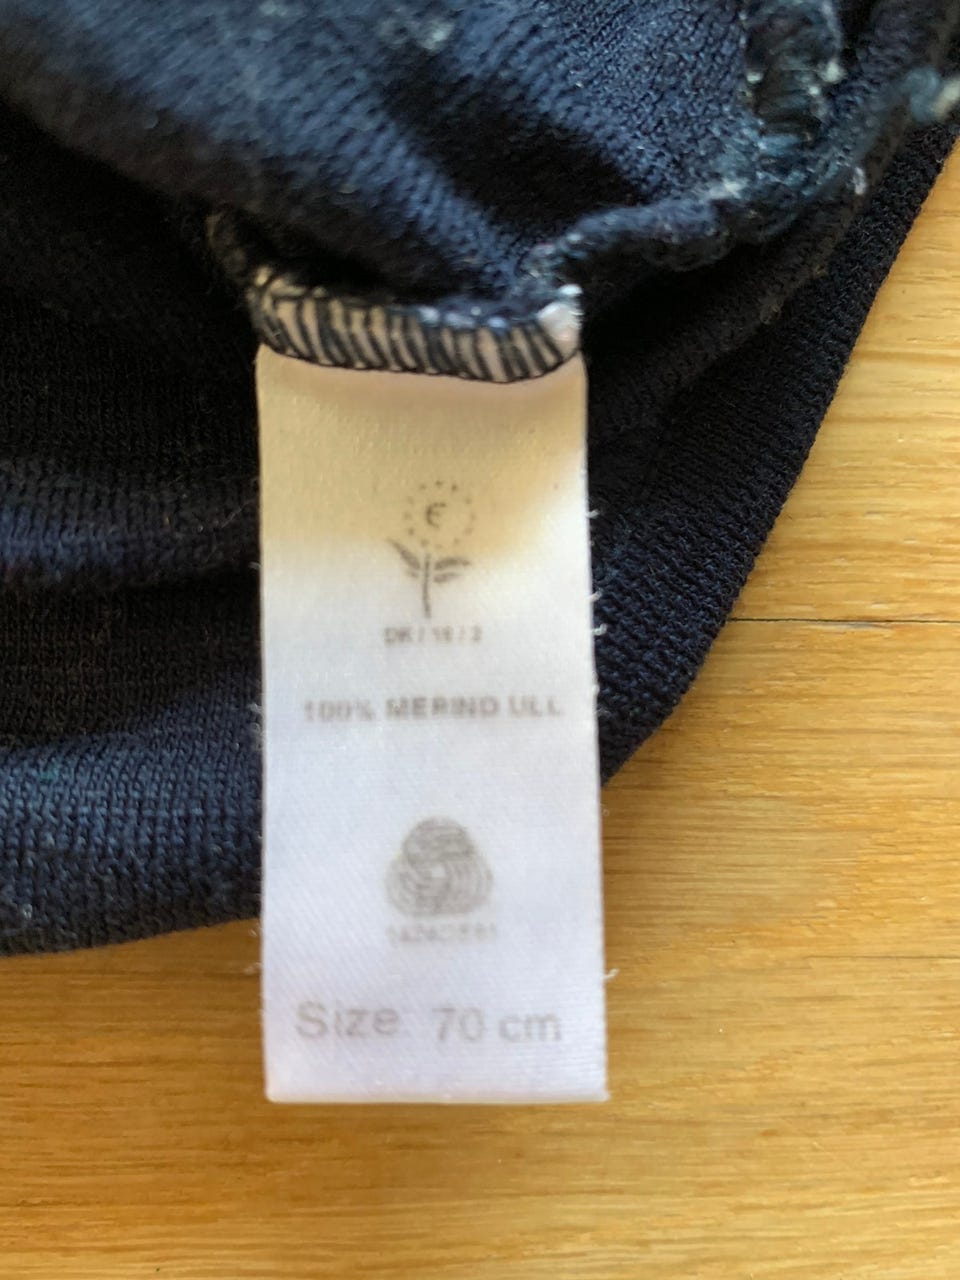 €
DK / 16 / 2
100% MERINO ULL
Size: 70 cm